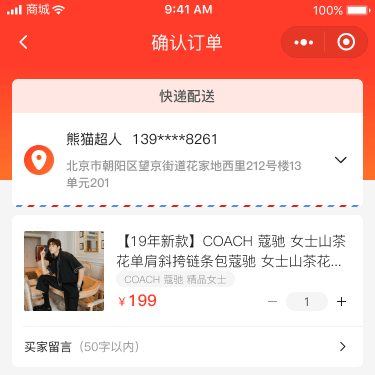 商城 9:41 AM 100%
确认订单
快递配送
熊猫超人 139****8261
北京市朝阳区望京街道花家地西里212号楼13
单元201
【19年新款】COACH 蔻驰 女士山茶
花单肩斜挎链条包蔻驰 女士山茶花...
COACH 蔻驰 精品女士
￥199
1
买家留言（50字以内）